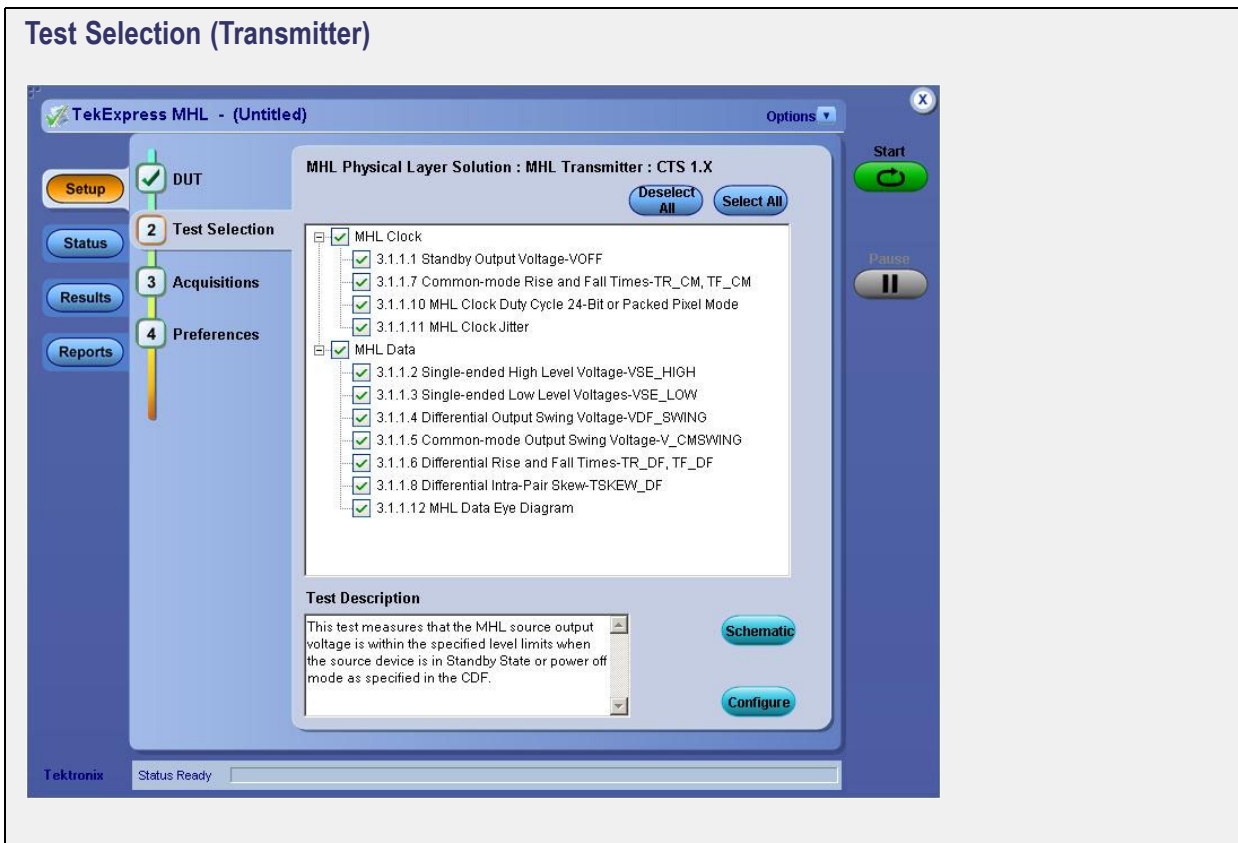 Test Selection (Transmitter)
TekExpress MHL - (Untitled)
Options
x
Start
Pause
Setup
Status
Results
Reports
DUT
2 Test Selection
3 Acquisitions
4 Preferences
MHL Physical Layer Solution : MHL Transmitter : CTS 1.X
Deselect
All
Select All
MHL Clock
3.1.1.1 Standby Output Voltage-VOFF
3.1.1.7 Common-mode Rise and Fall Times-TR_CM, TF_CM
3.1.1.10 MHL Clock Duty Cycle 24-Bit or Packed Pixel Mode
3.1.1.11 MHL Clock Jitter
MHL Data
3.1.1.2 Single-ended High Level Voltage-VSE_HIGH
3.1.1.3 Single-ended Low Level Voltages-VSE_LOW
3.1.1.4 Differential Output Swing Voltage-VDF_SWING
3.1.1.5 Common-mode Output Swing Voltage-V_CMSWING
3.1.1.6 Differential Rise and Fall Times-TR_DF, TF_DF
3.1.1.8 Differential Intra-Pair Skew-TSKEW_DF
3.1.1.12 MHL Data Eye Diagram
Test Description
This test measures that the MHL source output
voltage is within the specified level limits when
the source device is in Standby State or power off
mode as specified in the CDF.
Schematic
Configure
Tektronix
Status Ready